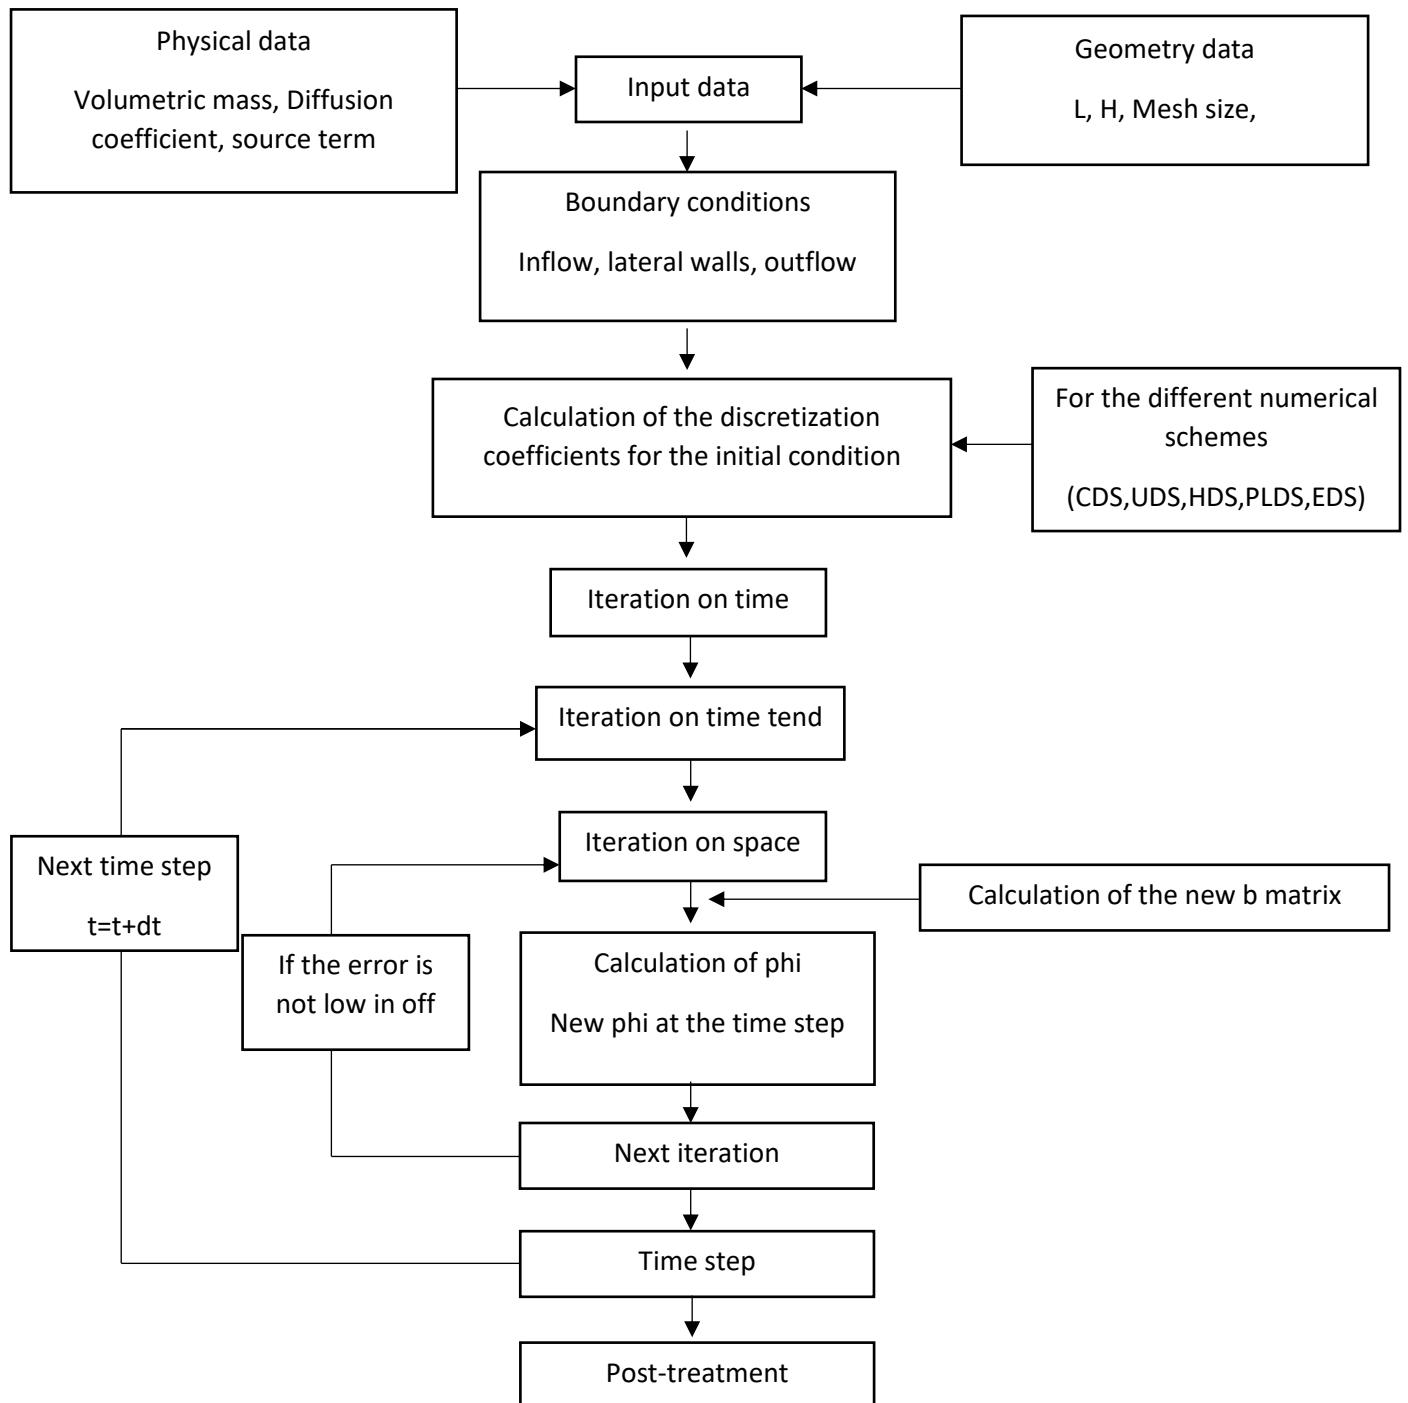 Physical data
Volumetric mass, Diffusion
coefficient, source term
Input data
Geometry data
L, H, Mesh size,
Boundary conditions
Inflow, lateral walls, outflow
Calculation of the discretization
coefficients for the initial condition
For the different numerical
schemes
(CDS,UDS,HDS,PLDS,EDS)
Iteration on time
Iteration on time tend
Iteration on space
Next time step
t=t+dt
Calculation of the new b matrix
If the error is
not low in off
Calculation of phi
New phi at the time step
Next iteration
Time step
Post-treatment